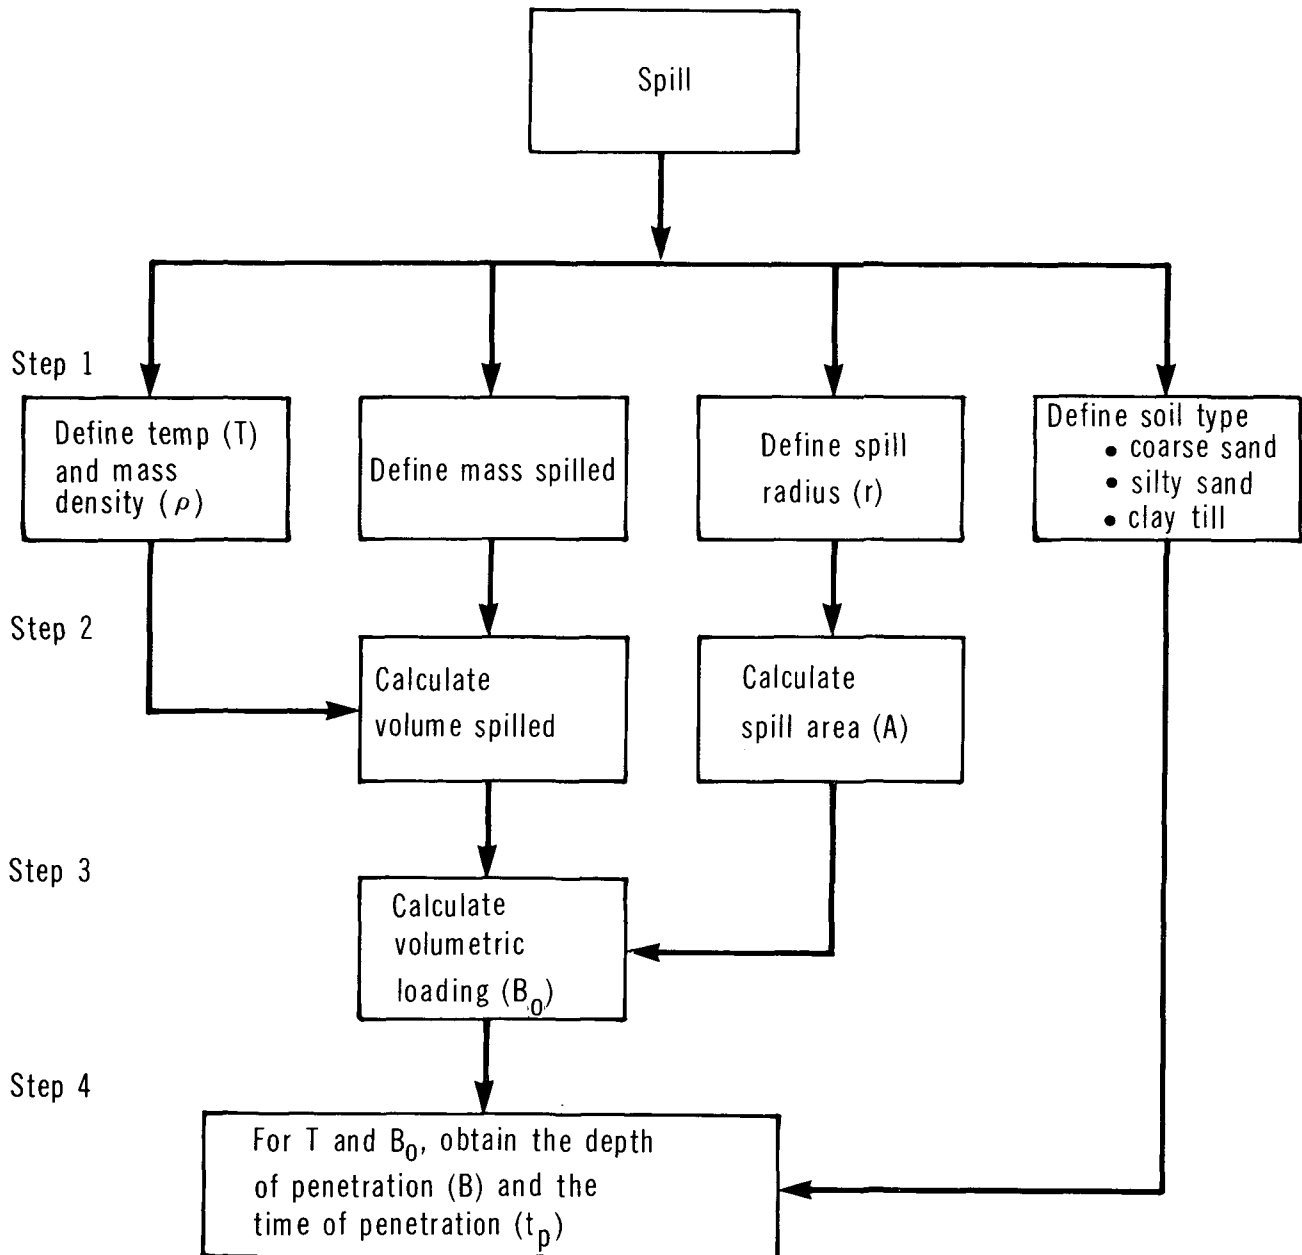 Spill
Step 1
Define temp (T)
and mass
density (ρ)
Define mass spilled
Define spill
radius (r)
Define soil type
• coarse sand
• silty sand
• clay till
Step 2
Calculate
volume spilled
Calculate
spill area (A)
Step 3
Calculate
volumetric
loading (B₀)
Step 4
For T and B₀, obtain the depth
of penetration (B) and the
time of penetration (tₚ)